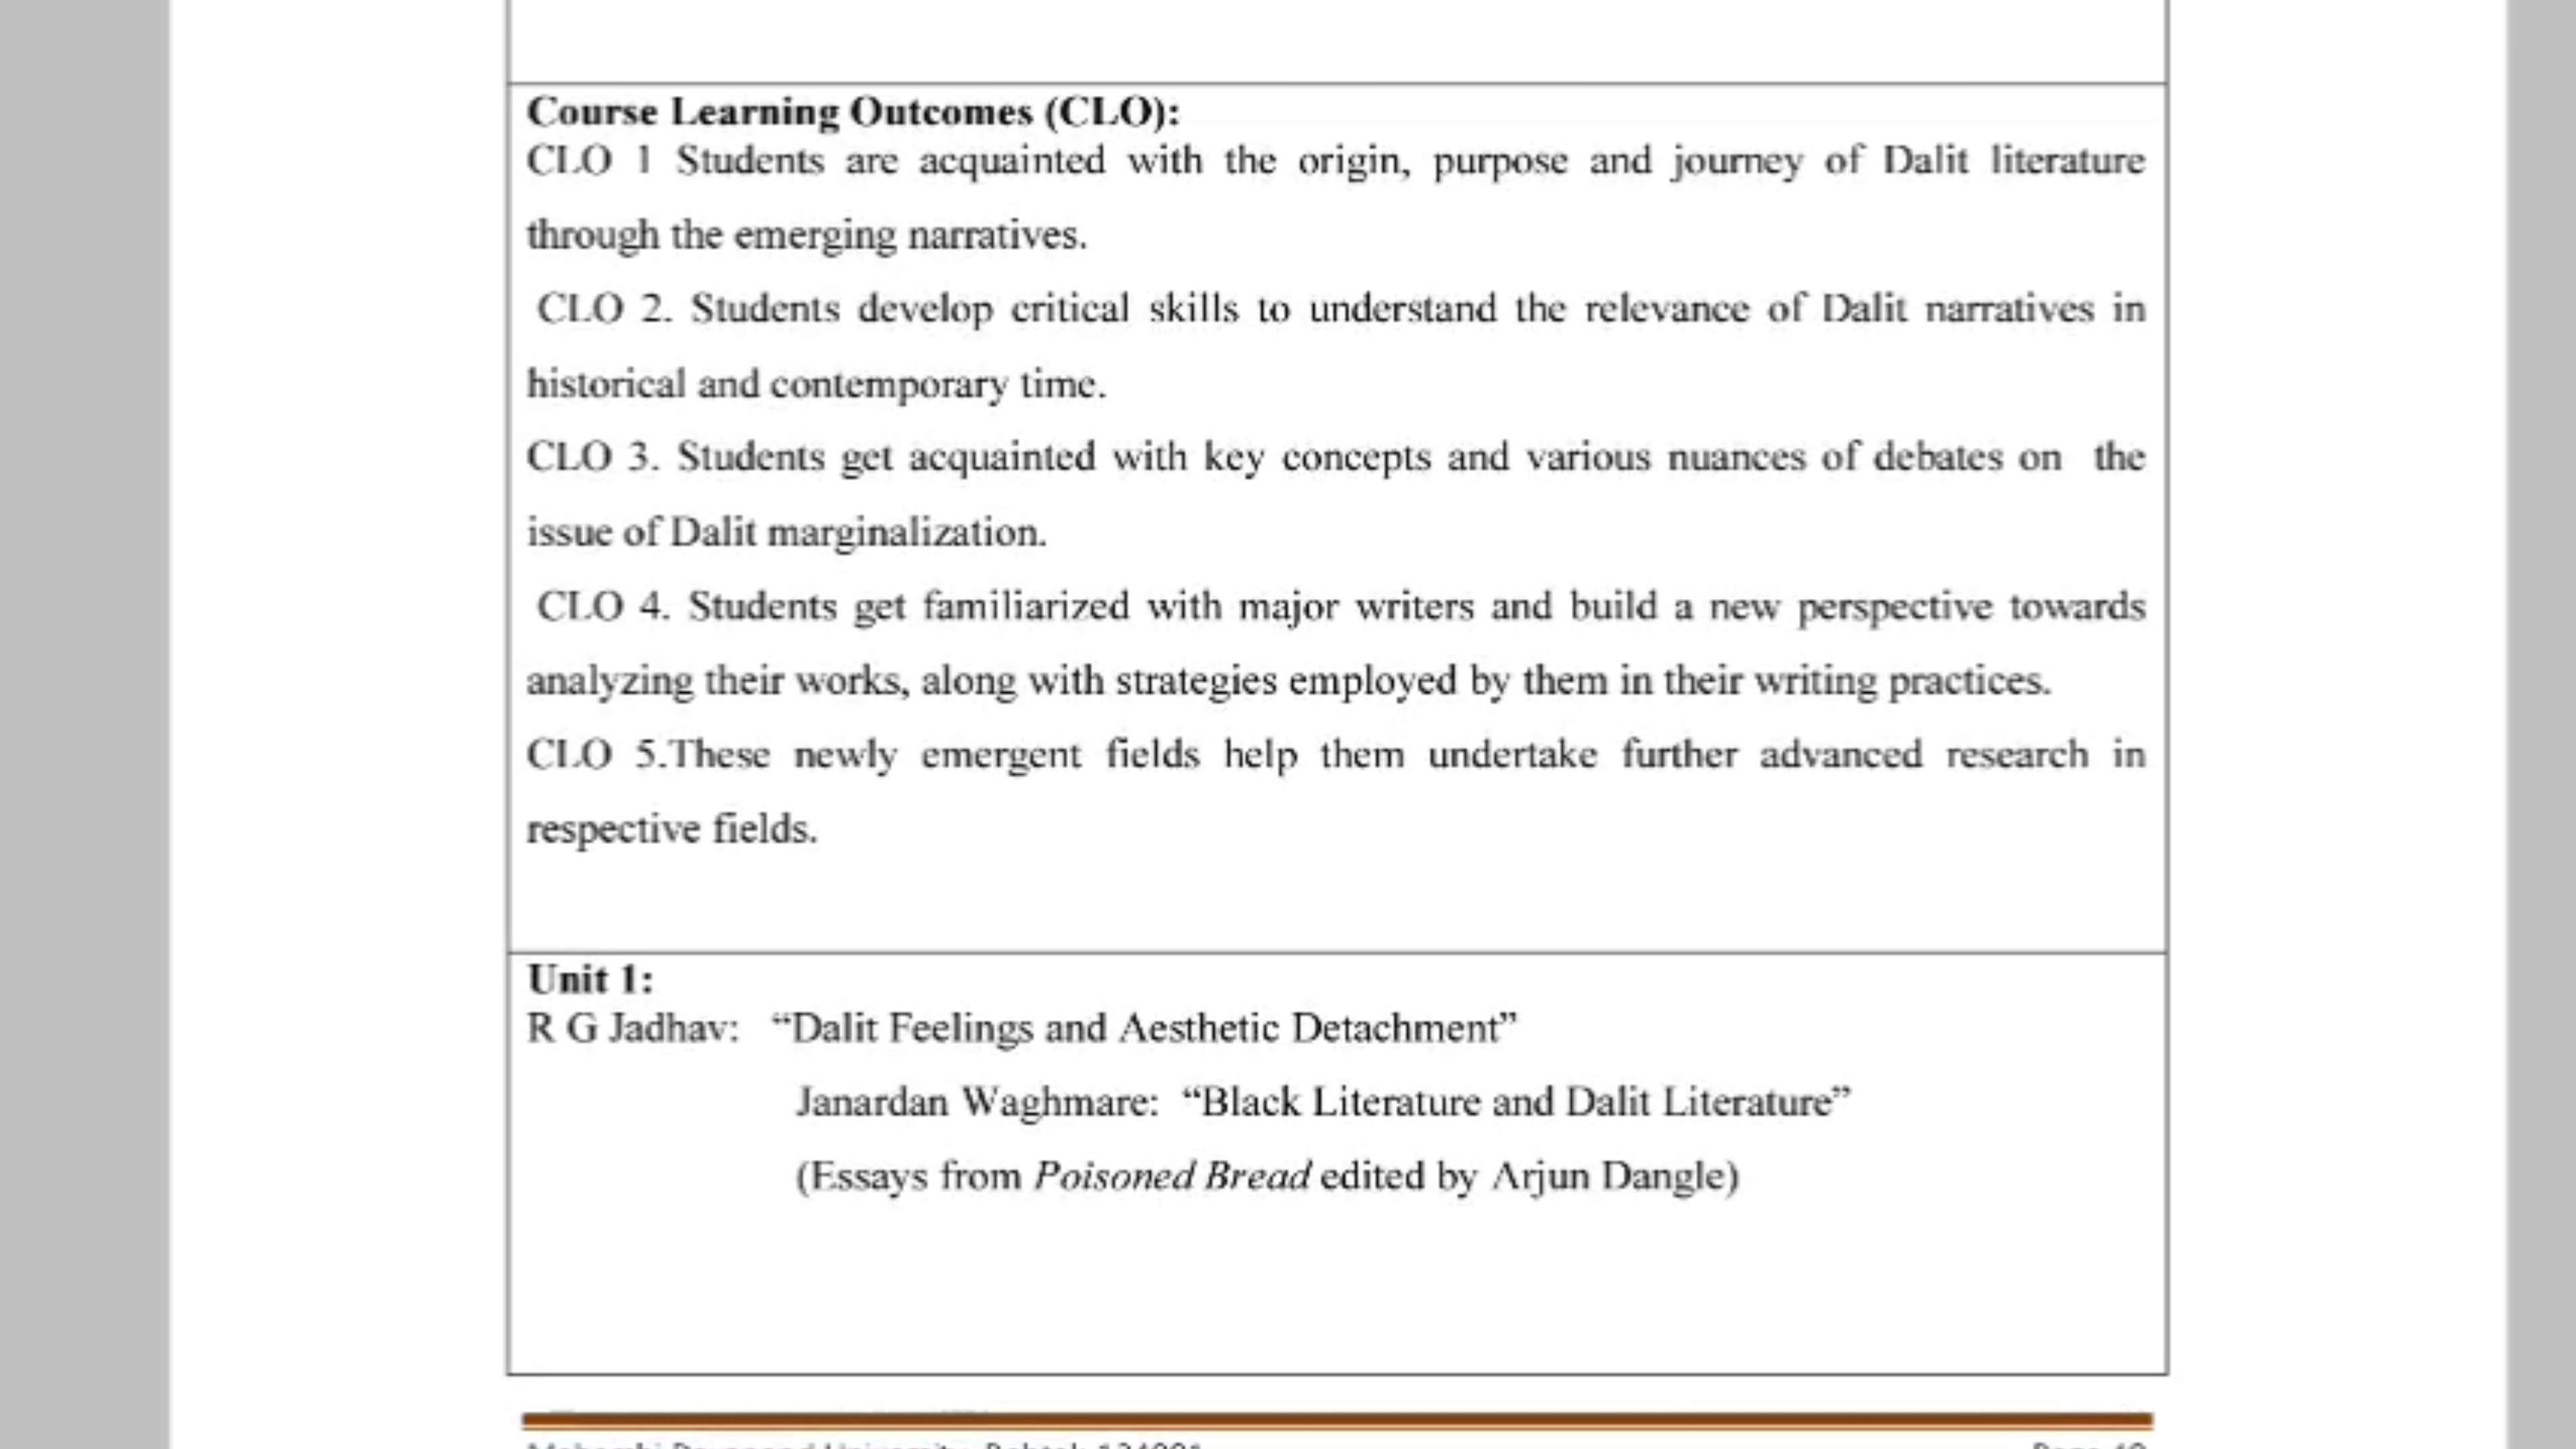 Course Learning Outcomes (CLO):
CLO 1 Students are acquainted with the origin, purpose and journey of Dalit literature
through the emerging narratives.
CLO 2. Students develop critical skills to understand the relevance of Dalit narratives in
historical and contemporary time.
CLO 3. Students get acquainted with key concepts and various nuances of debates on the
issue of Dalit marginalization.
CLO 4. Students get familiarized with major writers and build a new perspective towards
analyzing their works, along with strategies employed by them in their writing practices.
CLO 5.These newly emergent fields help them undertake further advanced research in
respective fields.
Unit 1:
R G Jadhav: “Dalit Feelings and Aesthetic Detachment”
Janardan Waghmare: “Black Literature and Dalit Literature”
(Essays from Poisoned Bread edited by Arjun Dangle)